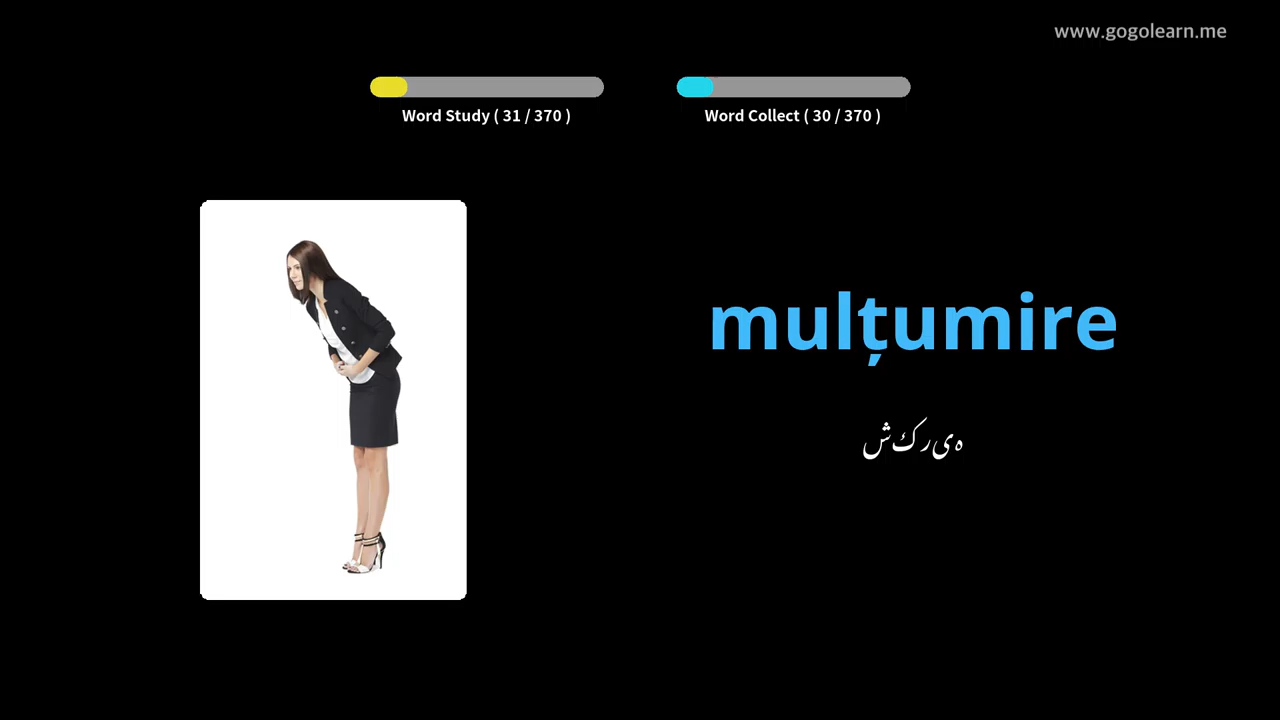 www.gogolearn.me
Word Study ( 31 / 370 )
Word Collect ( 30 / 370 )
mulțumire
ہیرکش